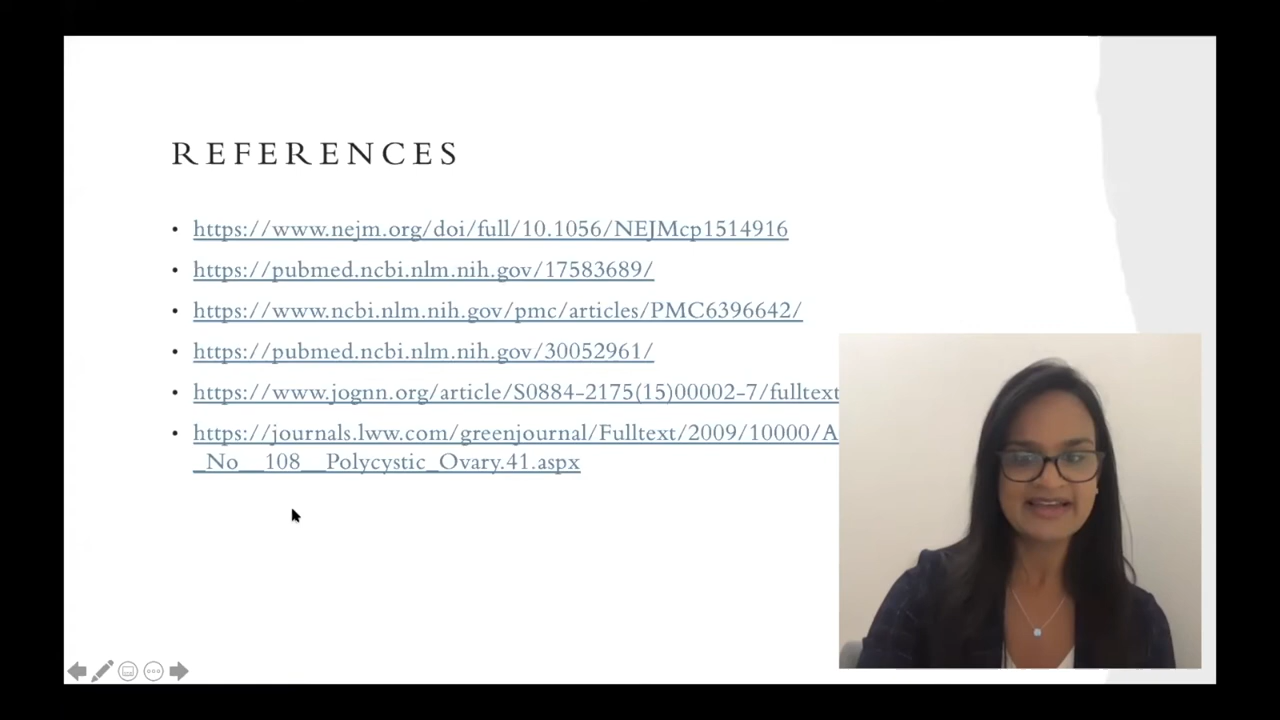 REFERENCES
• https://www.nejm.org/doi/full/10.1056/NEJMcp1514916
• https://pubmed.ncbi.nlm.nih.gov/17583689/
• https://www.ncbi.nlm.nih.gov/pmc/articles/PMC6396642/
• https://pubmed.ncbi.nlm.nih.gov/30052961/
• https://www.jognn.org/article/S0884-2175(15)00002-7/fulltext
• https://journals.lww.com/greenjournal/Fulltext/2009/10000/A
_No__108__Polycystic_Ovary.41.aspx